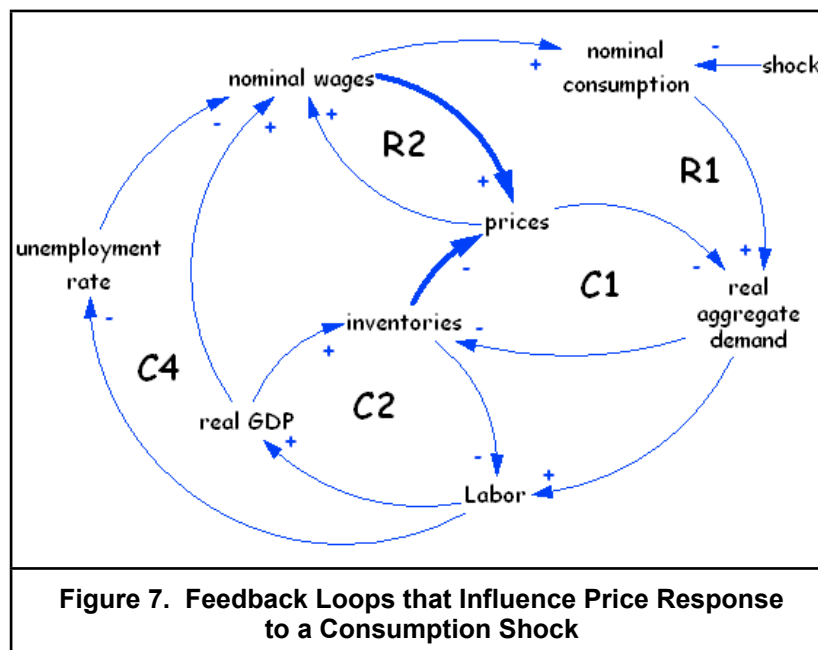 nominal wages
nominal
consumption
shock
-
+
-
+
+
R2
R1
+
prices
unemployment
rate
-
-
+
C1
real
aggregate
demand
inventories
-
-
+
C4
real GDP
C2
+
-
+
Labor
Figure 7. Feedback Loops that Influence Price Response
to a Consumption Shock